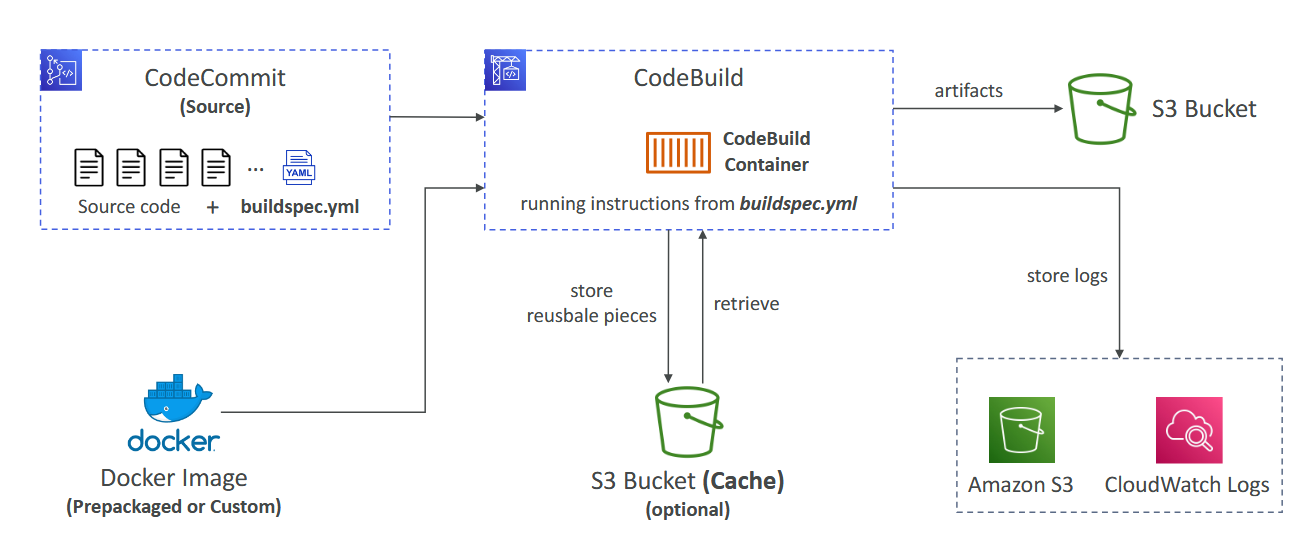 CodeCommit
(Source)
YAML
...
Source code + buildspec.yml
CodeBuild
CodeBuild
Container
running instructions from buildspec.yml
artifacts
S3 Bucket
store
reusbale pieces
retrieve
store logs
docker
Docker Image
(Prepackaged or Custom)
S3 Bucket (Cache)
(optional)
Amazon S3
CloudWatch Logs